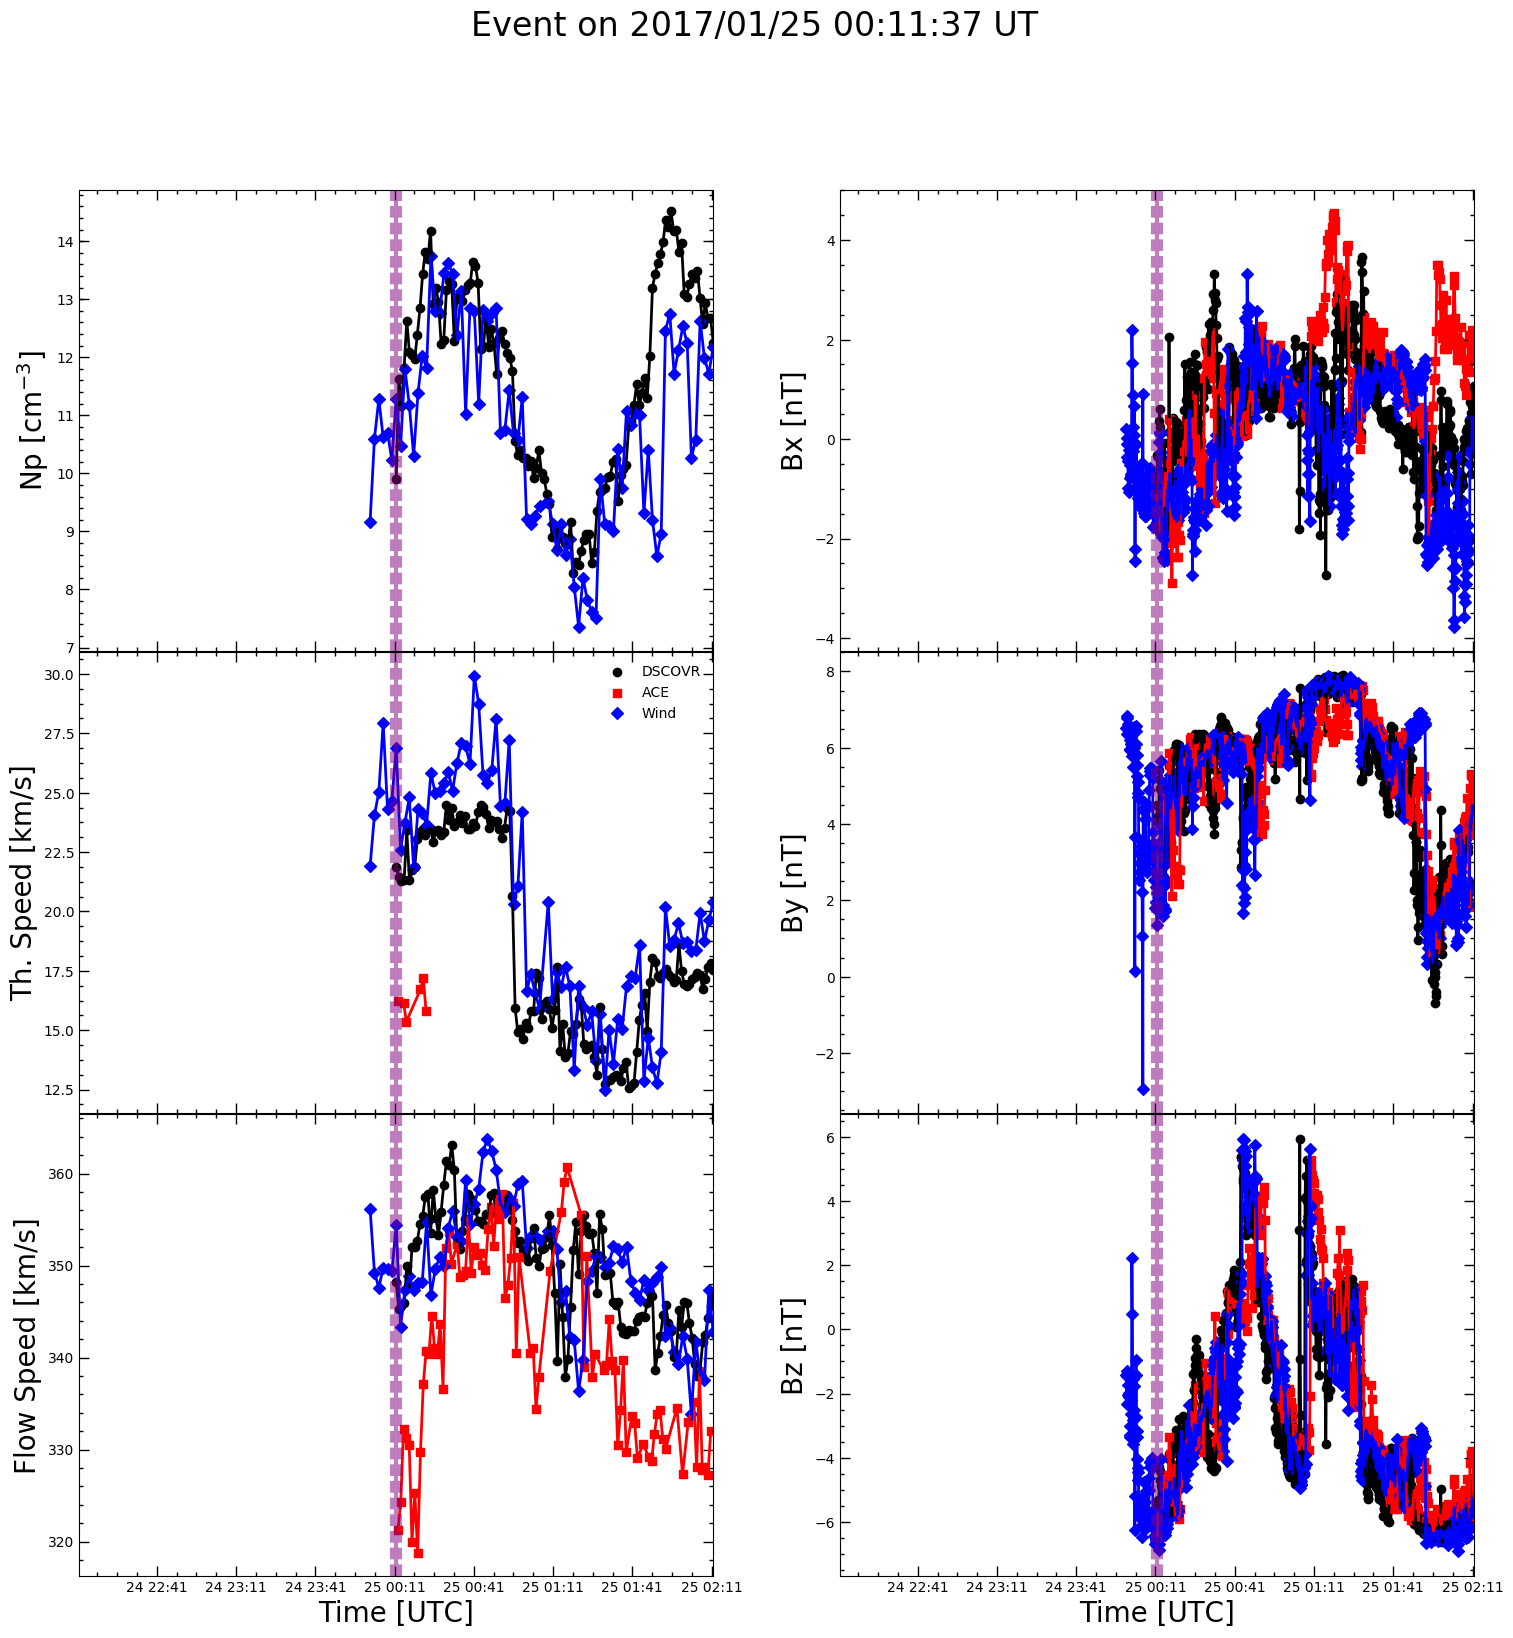 Event on 2017/01/25 00:11:37 UT
Np [cm⁻³]
14
13
12
11
10
9
8
7
Bx [nT]
4
2
0
−2
−4
Th. Speed [km/s]
30.0
27.5
25.0
22.5
20.0
17.5
15.0
12.5
DSCOVR
ACE
Wind
By [nT]
8
6
4
2
0
−2
Flow Speed [km/s]
360
350
340
330
320
Bz [nT]
6
4
2
0
−2
−4
−6
24 22:41 24 23:11 24 23:41 25 00:11 25 00:41 25 01:11 25 01:41 25 02:11
Time [UTC]
24 22:41 24 23:11 24 23:41 25 00:11 25 00:41 25 01:11 25 01:41 25 02:11
Time [UTC]